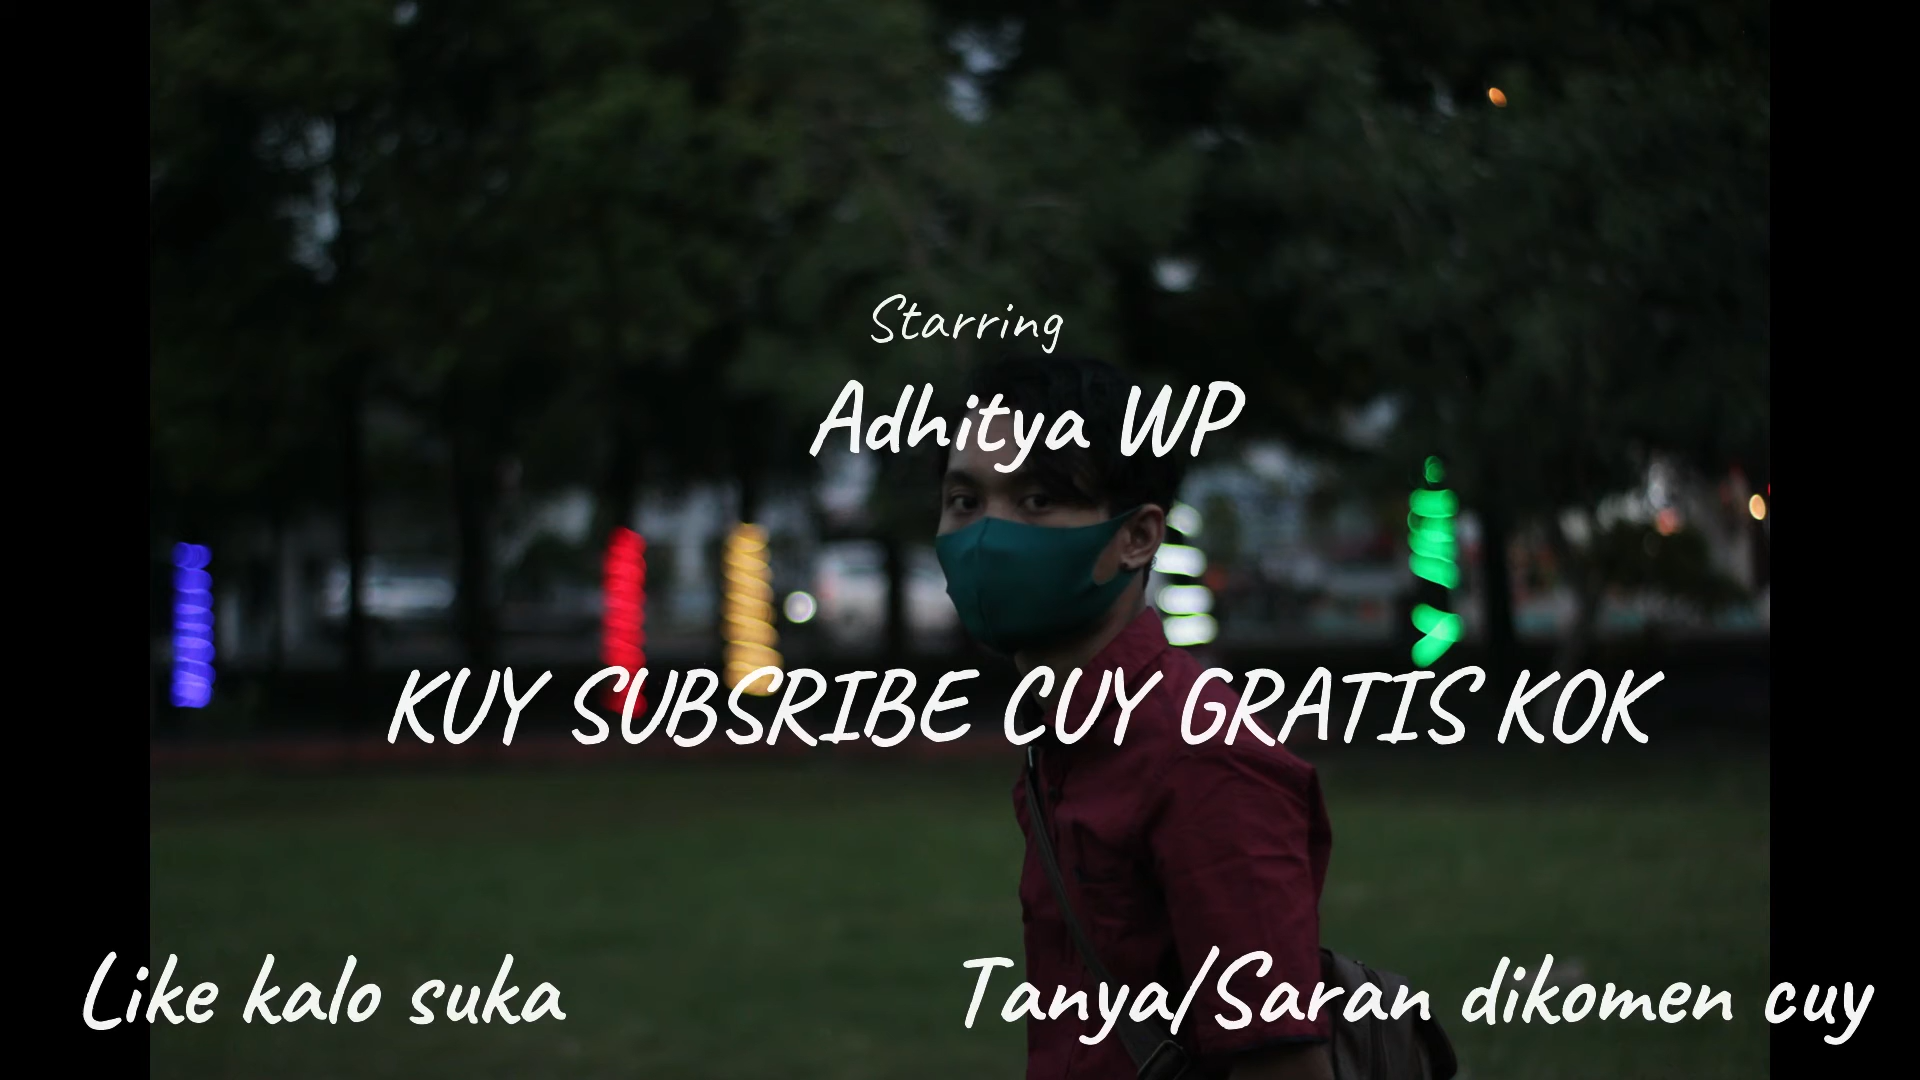 Starring
Adhitya WP
KUY SUBSRIBE CUY GRATIS KOK
Like kalo suka
Tanya/Saran dikomen cuy